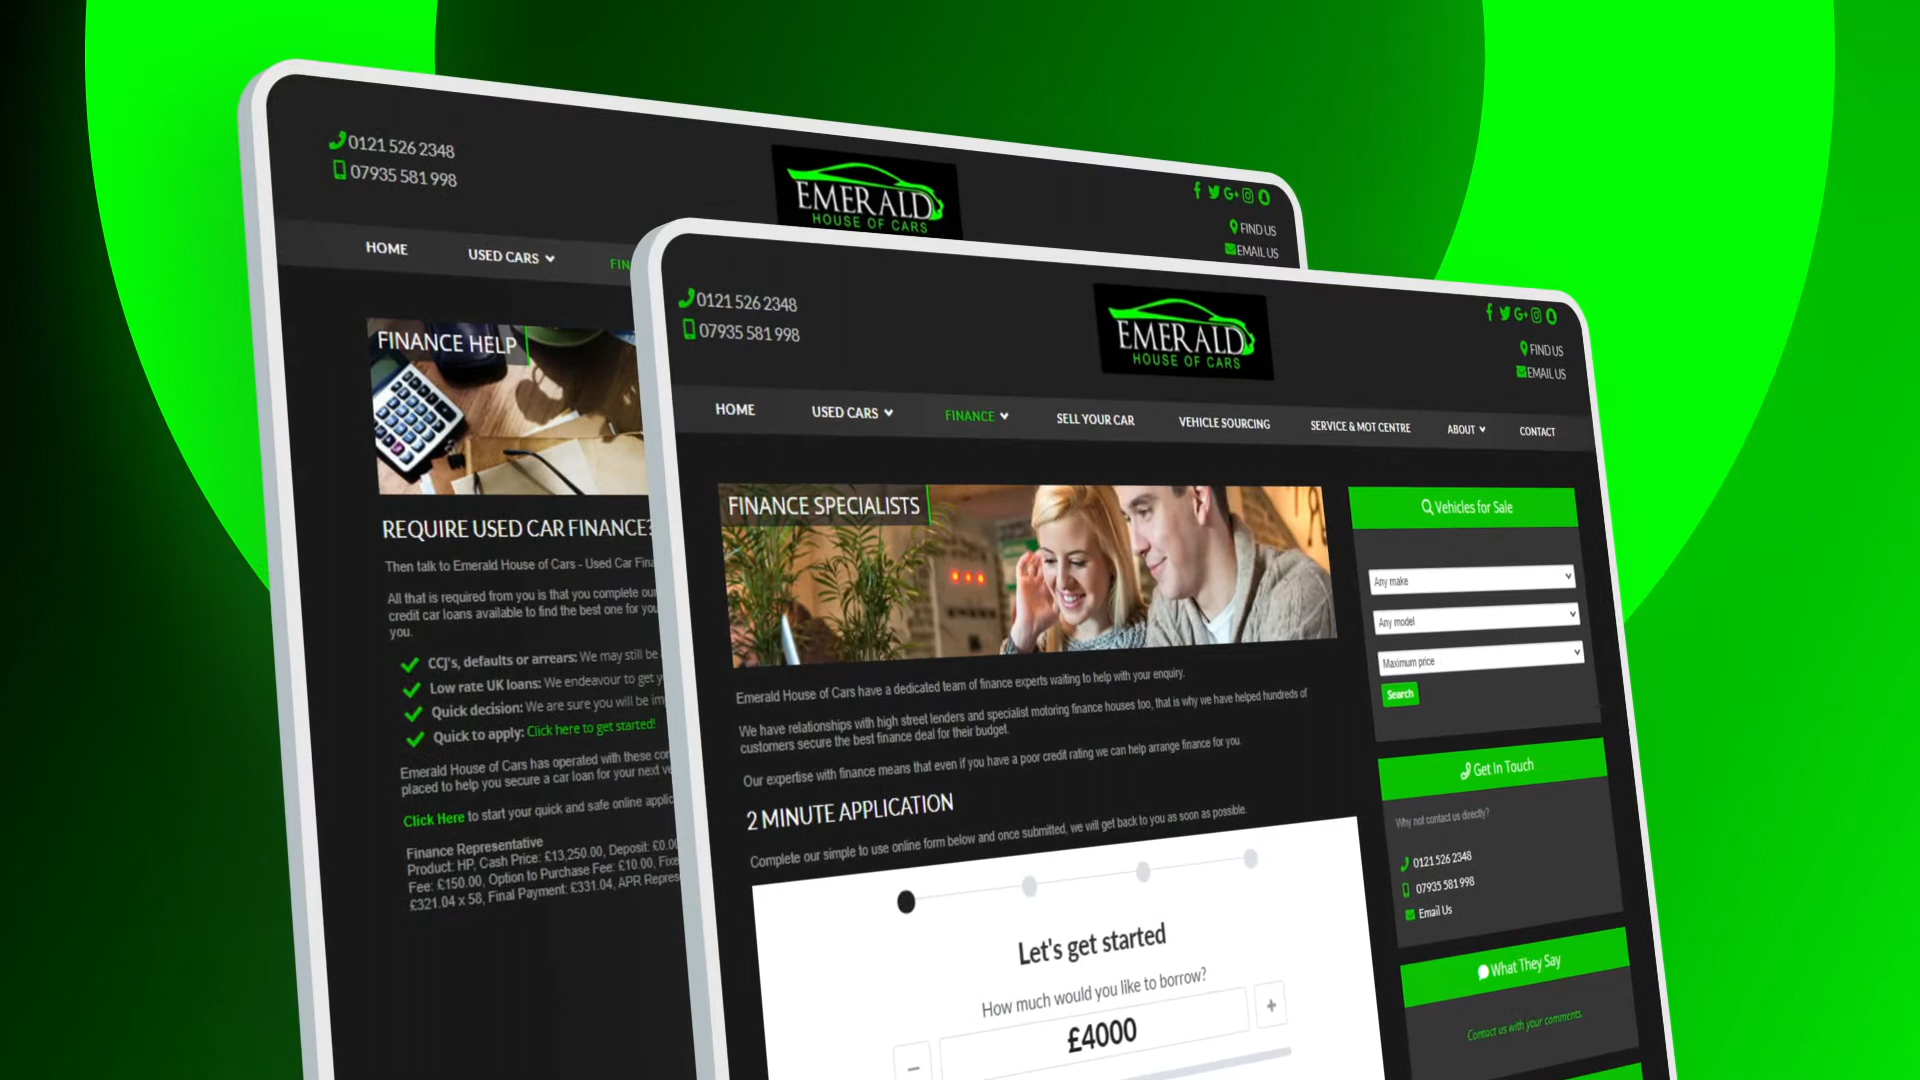 0121 526 2348
07935 581 998
EMERALD
HOUSE OF CARS
FIND US
EMAIL US
HOME
USED CARS
FIN
FINANCE HELP
REQUIRE USED CAR FINANCE?
Then talk to Emerald House of Cars - Used Car Fina
All that is required from you is that you complete our
credit car loans available to find the best one for you
you.
CCJ's, defaults or arrears: We may still be
Low rate UK loans: We endeavour to get y
Quick decision: We are sure you will be im
Quick to apply: Click here to get started!
Emerald House of Cars has operated with these con
placed to help you secure a car loan for your next ve
Click Here to start your quick and safe online applic
Finance Representative
Product: HP, Cash Price: £13,250.00, Deposit: £0.00
Fee: £150.00, Option to Purchase Fee: £10.00, Fixe
£321.04 x 58, Final Payment: £331.04, APR Repres
0121 526 2348
07935 581 998
EMERALD
HOUSE OF CARS
FIND US
EMAIL US
HOME
USED CARS
FINANCE
SELL YOUR CAR
VEHICLE SOURCING
SERVICE & MOT CENTRE
ABOUT
CONTACT
FINANCE SPECIALISTS
Emerald House of Cars have a dedicated team of finance experts waiting to help with your enquiry.
We have relationships with high street lenders and specialist motoring finance houses too, that is why we have helped hundreds of
customers secure the best finance deal for their budget.
Our expertise with finance means that even if you have a poor credit rating we can help arrange finance for you.
2 MINUTE APPLICATION
Complete our simple to use online form below and once submitted, we will get back to you as soon as possible.
Let's get started
How much would you like to borrow?
−
£4000
+
Vehicles for Sale
Any make
Any model
Maximum price
Search
Get In Touch
Why not contact us directly?
0121 526 2348
07935 581 998
Email Us
What They Say
Contact us with your comments.